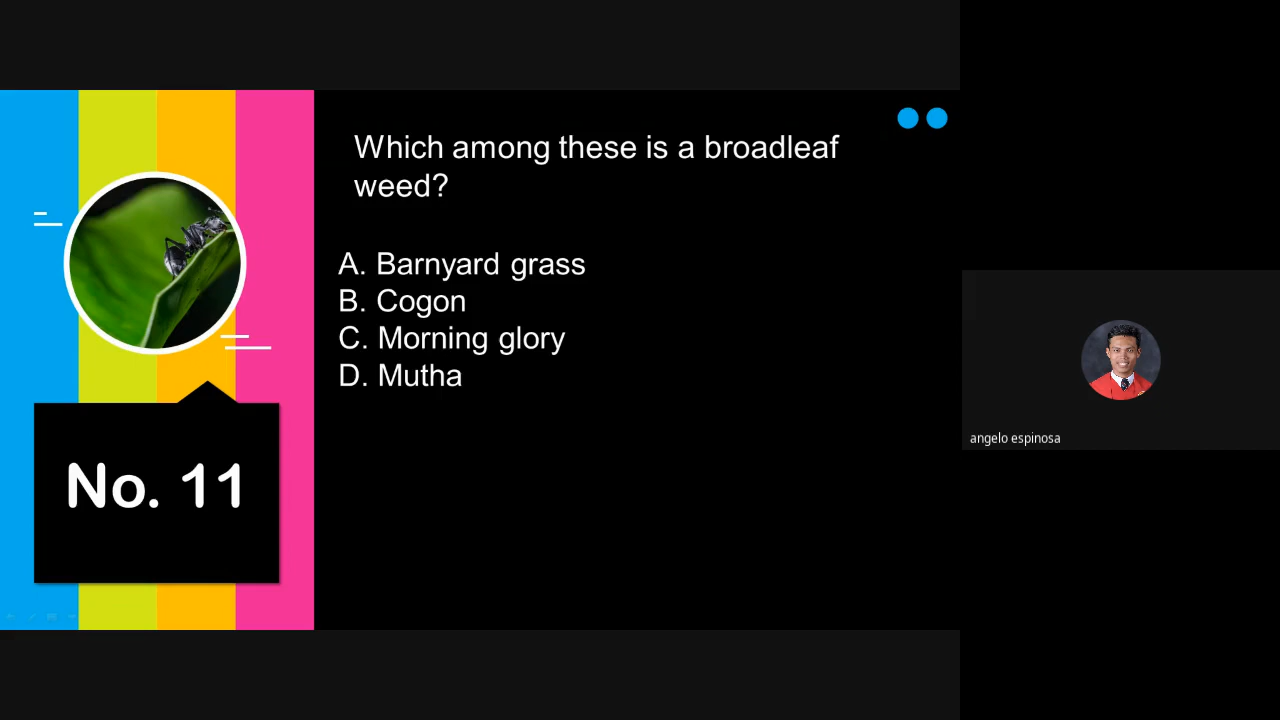 Which among these is a broadleaf
weed?
A. Barnyard grass
B. Cogon
C. Morning glory
D. Mutha
No. 11
angelo espinosa